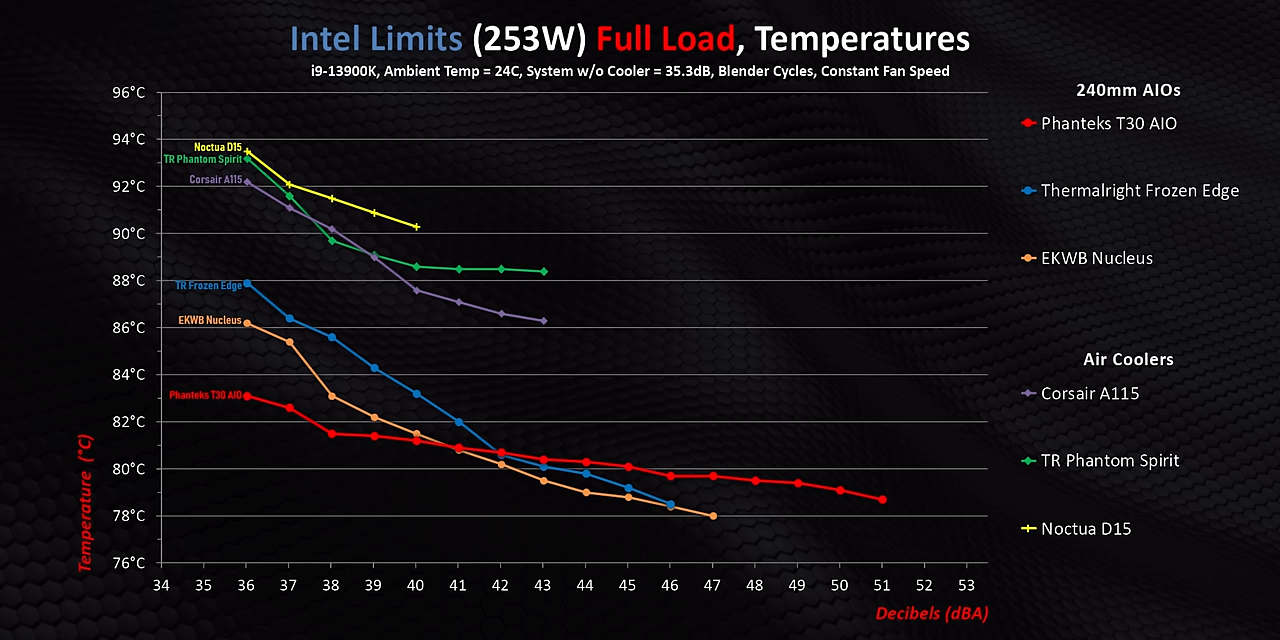 Intel Limits (253W) Full Load, Temperatures
i9-13900K, Ambient Temp = 24C, System w/o Cooler = 35.3dB, Blender Cycles, Constant Fan Speed
96°C
94°C
92°C
90°C
88°C
86°C
84°C
82°C
80°C
78°C
76°C
Temperature (°C)
Noctua D15
TR Phantom Spirit
Corsair A115
TR Frozen Edge
EKWB Nucleus
Phanteks T30 AIO
34 35 36 37 38 39 40 41 42 43 44 45 46 47 48 49 50 51 52 53
Decibels (dBA)
240mm AIOs
Phanteks T30 AIO
Thermalright Frozen Edge
EKWB Nucleus
Air Coolers
Corsair A115
TR Phantom Spirit
Noctua D15